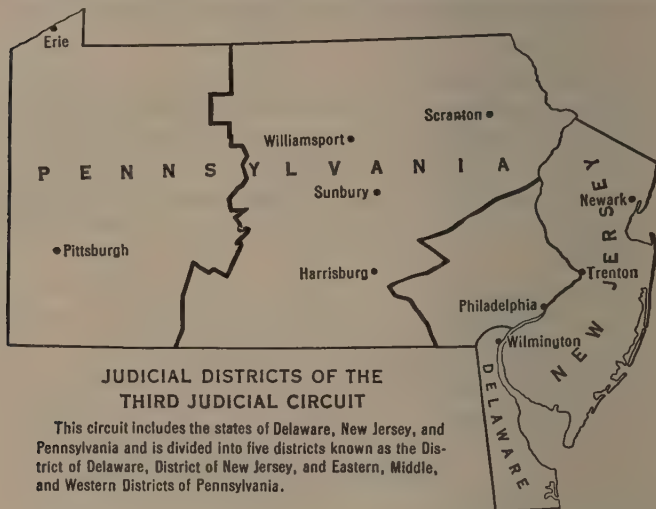 Erie
Scranton
Williamsport
PENNSYLVANIA
Sunbury
Newark
Pittsburgh
Harrisburg
Trenton
Philadelphia
Wilmington
NEW JERSEY
DELAWARE
JUDICIAL DISTRICTS OF THE
THIRD JUDICIAL CIRCUIT
This circuit includes the states of Delaware, New Jersey, and
Pennsylvania and is divided into five districts known as the Dis-
trict of Delaware, District of New Jersey, and Eastern, Middle,
and Western Districts of Pennsylvania.